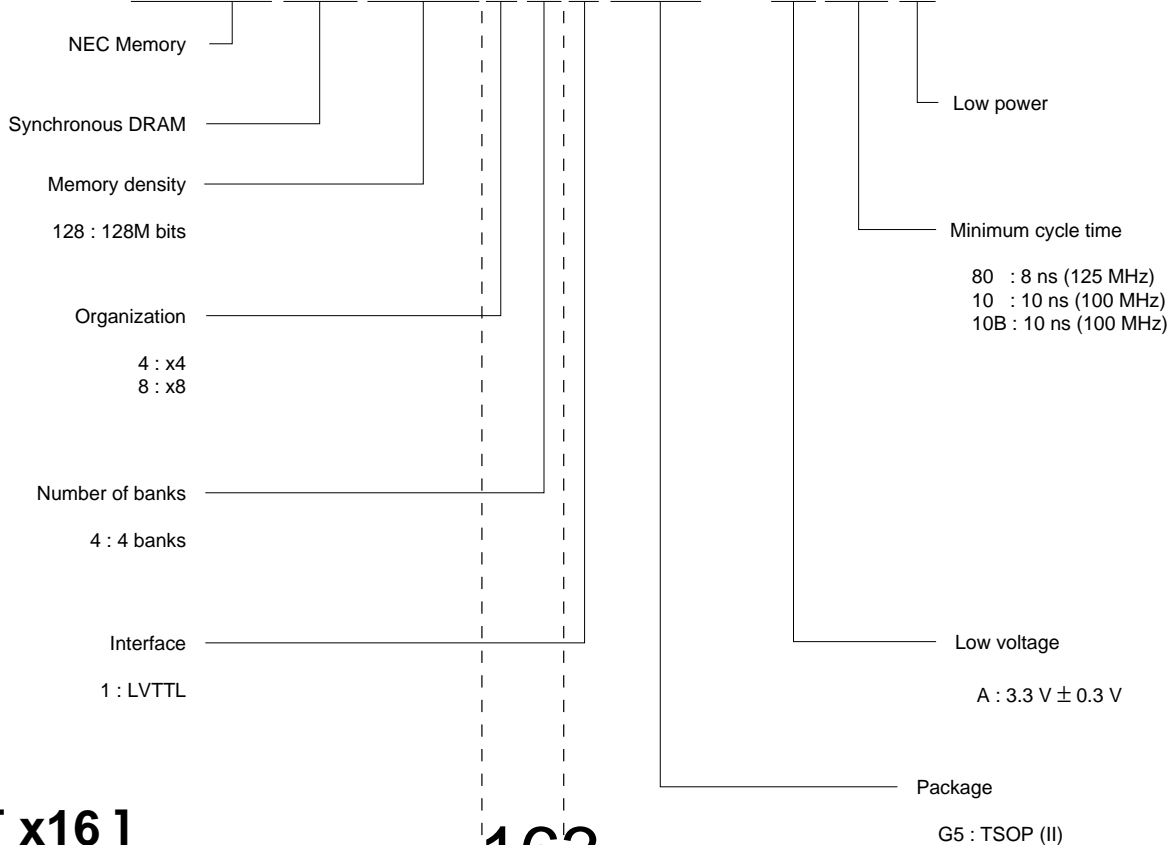 NEC Memory
Synchronous DRAM
Memory density
128 : 128M bits
Organization
4 : x4
8 : x8
Number of banks
4 : 4 banks
Interface
1 : LVTTL
Low power
Minimum cycle time
80 : 8 ns (125 MHz)
10 : 10 ns (100 MHz)
10B : 10 ns (100 MHz)
Low voltage
A : 3.3 V ± 0.3 V
Package
G5 : TSOP (II)
[ x16 ]